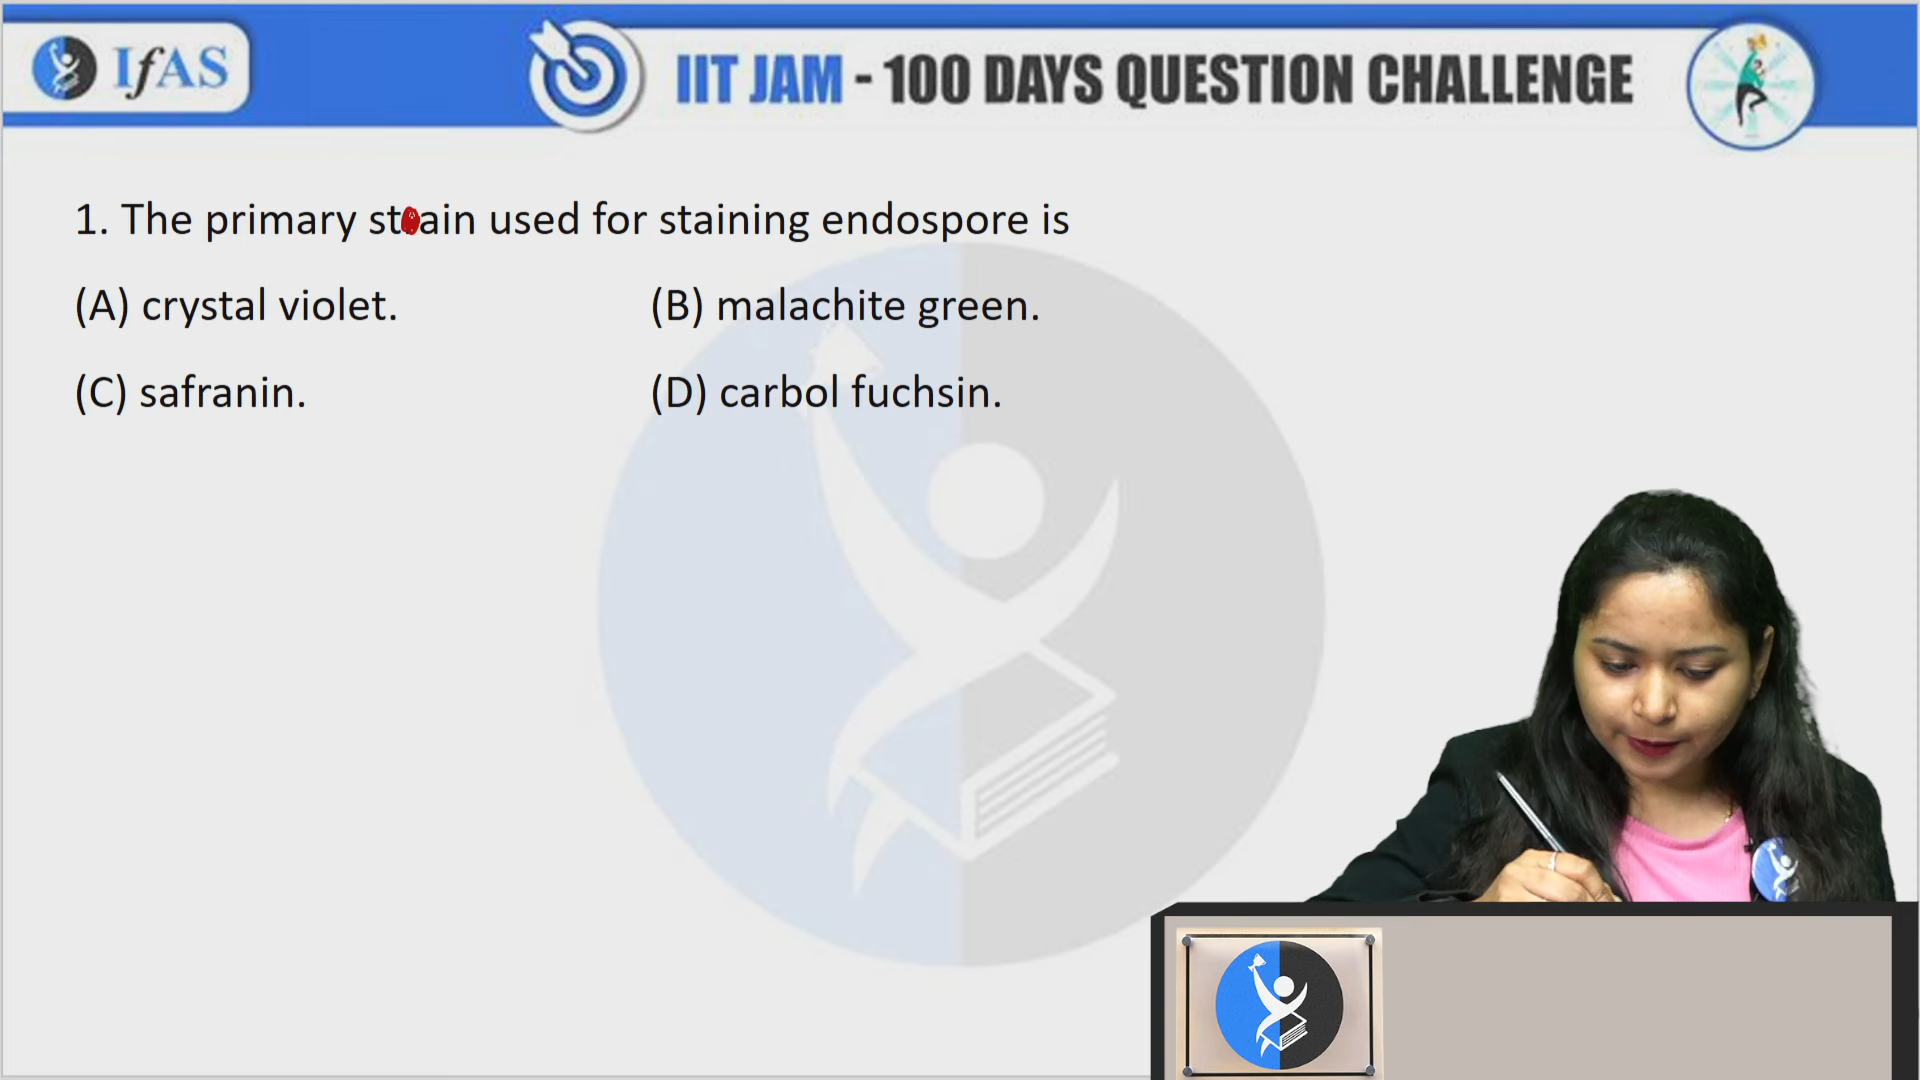 IfAS
IIT JAM - 100 DAYS QUESTION CHALLENGE
1. The primary stain used for staining endospore is
(A) crystal violet.
(B) malachite green.
(C) safranin.
(D) carbol fuchsin.